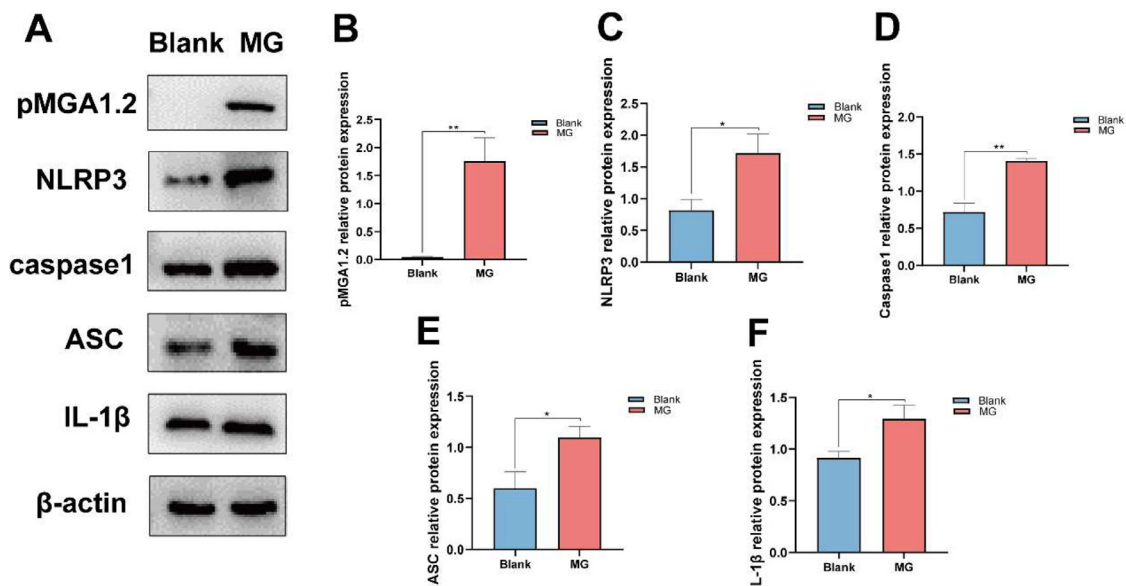 A
Blank MG
pMGA1.2
NLRP3
caspase1
ASC
IL-1β
β-actin
B
pMGA1.2 relative protein expression
2.5
2.0
1.5
1.0
0.5
0.0
**
Blank
MG
Blank
MG
C
NLRP3 relative protein expression
2.5
2.0
1.5
1.0
0.5
0.0
*
Blank
MG
Blank
MG
D
Caspase1 relative protein expression
2.0
1.5
1.0
0.5
0.0
**
Blank
MG
Blank
MG
E
ASC relative protein expression
1.5
1.0
0.5
0.0
*
Blank
MG
Blank
MG
F
L-1β relative protein expression
1.5
1.0
0.5
0.0
*
Blank
MG
Blank
MG